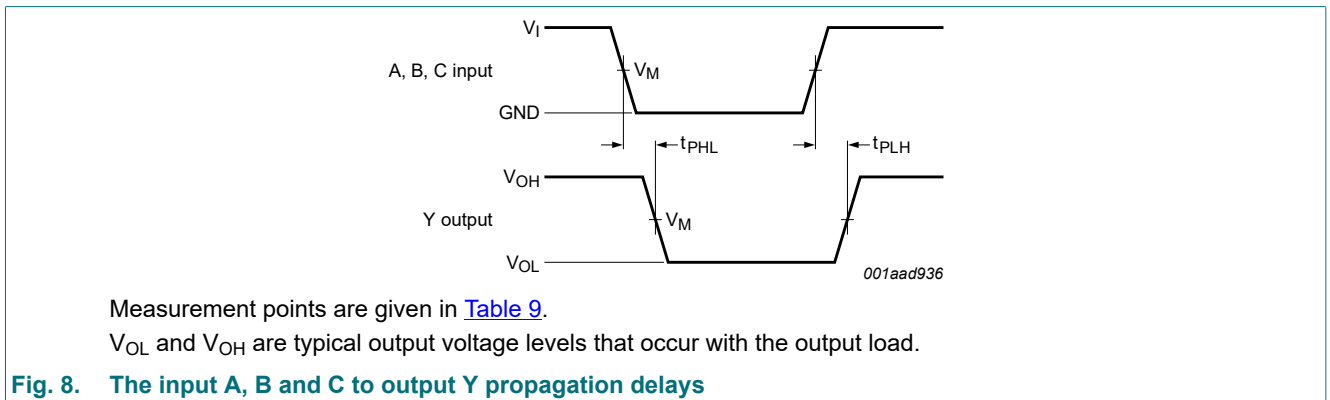 V_I
A, B, C input
V_M
GND
t_PHL
t_PLH
V_OH
Y output
V_M
V_OL
001aad936
Measurement points are given in Table 9.
V_OL and V_OH are typical output voltage levels that occur with the output load.
Fig. 8. The input A, B and C to output Y propagation delays